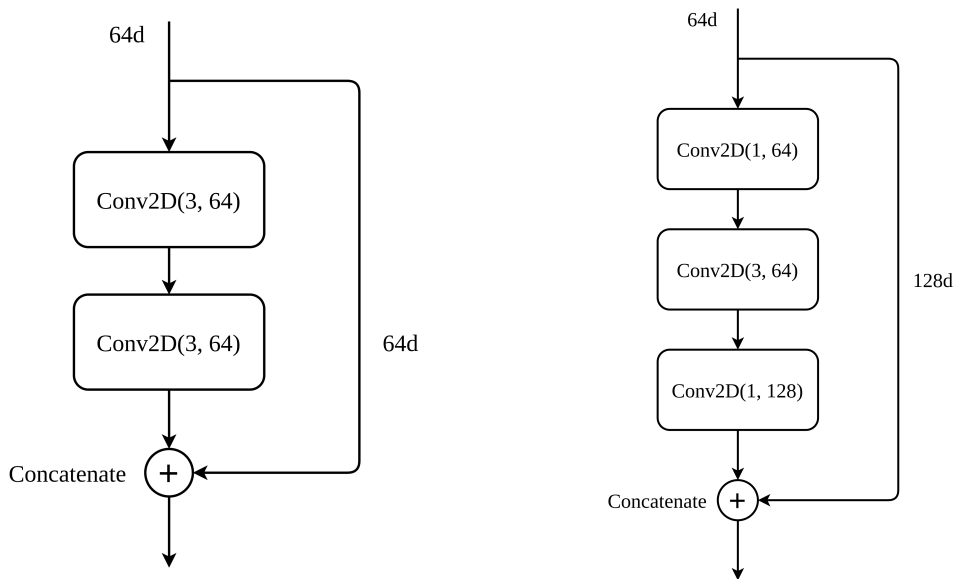 64d
Conv2D(3, 64)
Conv2D(3, 64)
64d
Concatenate
+
64d
Conv2D(1, 64)
Conv2D(3, 64)
128d
Conv2D(1, 128)
Concatenate
+